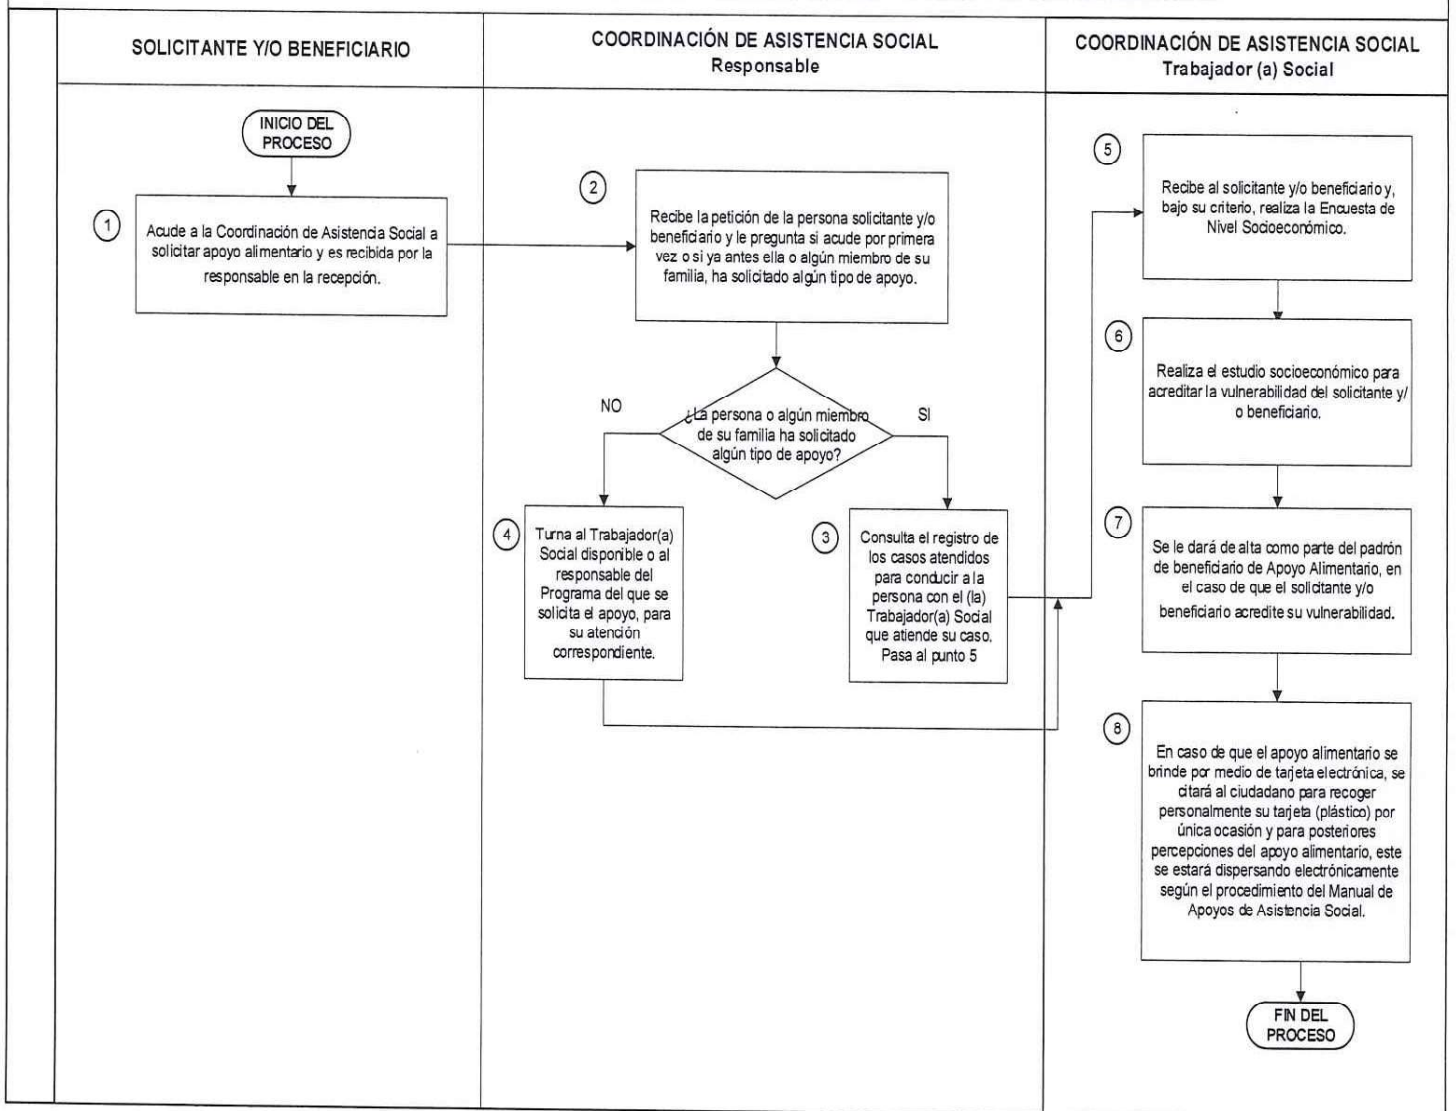 SOLICITANTE Y/O BENEFICIARIO
COORDINACIÓN DE ASISTENCIA SOCIAL
Responsable
COORDINACIÓN DE ASISTENCIA SOCIAL
Trabajador (a) Social
INICIO DEL
PROCESO
1
Acude a la Coordinación de Asistencia Social a
solicitar apoyo alimentario y es recibida por la
responsable en la recepción.
2
Recibe la petición de la persona solicitante y/o
beneficiario y le pregunta si acude por primera
vez o si ya antes ella o algún miembro de su
familia, ha solicitado algún tipo de apoyo.
¿La persona o algún miembro
de su familia ha solicitado
algún tipo de apoyo?
NO
SI
4
Turna al Trabajador(a)
Social disponible o al
responsable del
Programa del que se
solicita el apoyo, para
su atención
correspondiente.
3
Consulta el registro de
los casos atendidos
para conducir a la
persona con el (la)
Trabajador(a) Social
que atiende su caso.
Pasa al punto 5
5
Recibe al solicitante y/o beneficiario y,
bajo su criterio, realiza la Encuesta de
Nivel Socioeconómico.
6
Realiza el estudio socioeconómico para
acreditar la vulnerabilidad del solicitante y/
o beneficiario.
7
Se le dará de alta como parte del padrón
de beneficiario de Apoyo Alimentario, en
el caso de que el solicitante y/o
beneficiario acredite su vulnerabilidad.
8
En caso de que el apoyo alimentario se
brinde por medio de tarjeta electrónica, se
citará al ciudadano para recoger
personalmente su tarjeta (plástico) por
única ocasión y para posteriores
percepciones del apoyo alimentario, este
se estará dispersando electrónicamente
según el procedimiento del Manual de
Apoyos de Asistencia Social.
FIN DEL
PROCESO